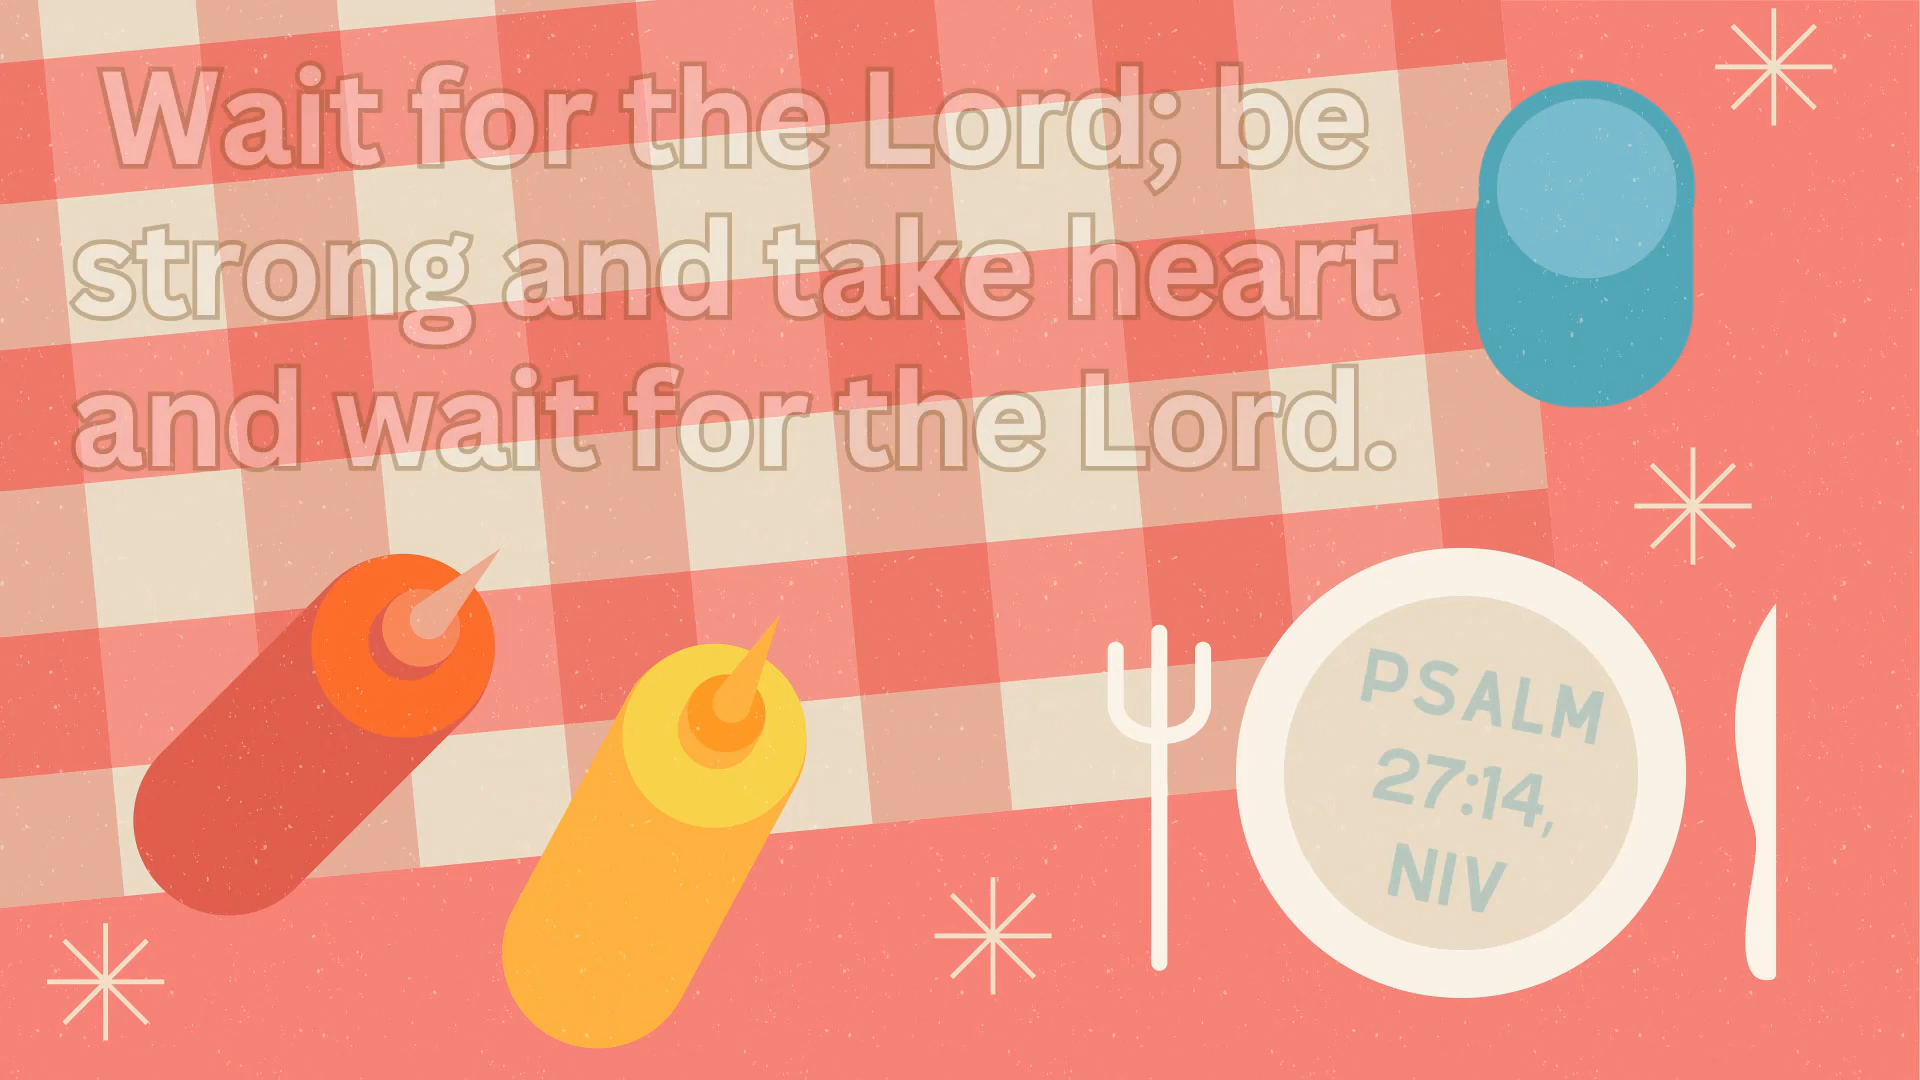 Wait for the Lord; be
strong and take heart
and wait for the Lord.
PSALM
27:14,
NIV